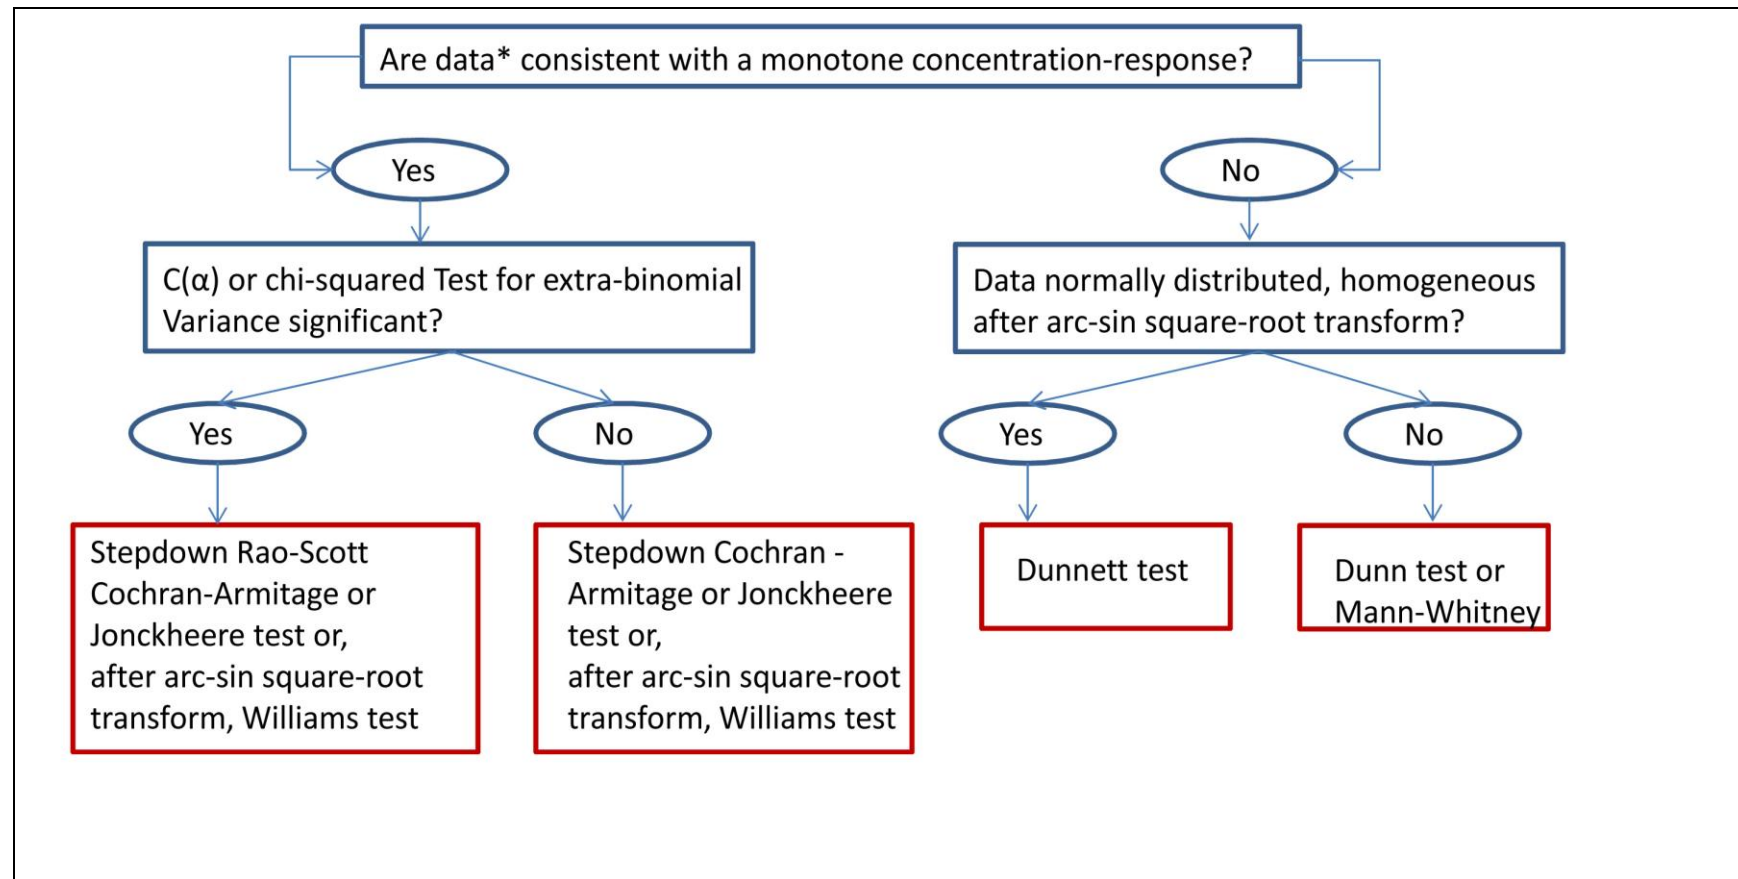 Are data* consistent with a monotone concentration-response?
Yes
No
C(α) or chi-squared Test for extra-binomial
Variance significant?
Data normally distributed, homogeneous
after arc-sin square-root transform?
Yes
No
Yes
No
Stepdown Rao-Scott
Cochran-Armitage or
Jonckheere test or,
after arc-sin square-root
transform, Williams test
Stepdown Cochran -
Armitage or Jonckheere
test or,
after arc-sin square-root
transform, Williams test
Dunnett test
Dunn test or
Mann-Whitney